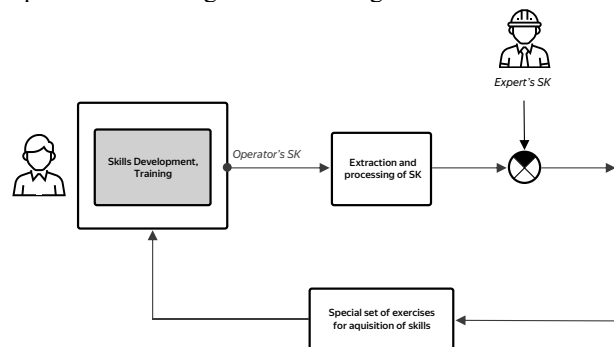 Expert's SK
Skills Development,
Training
Operator's SK
Extraction and
processing of SK
Special set of exercises
for aquisition of skills